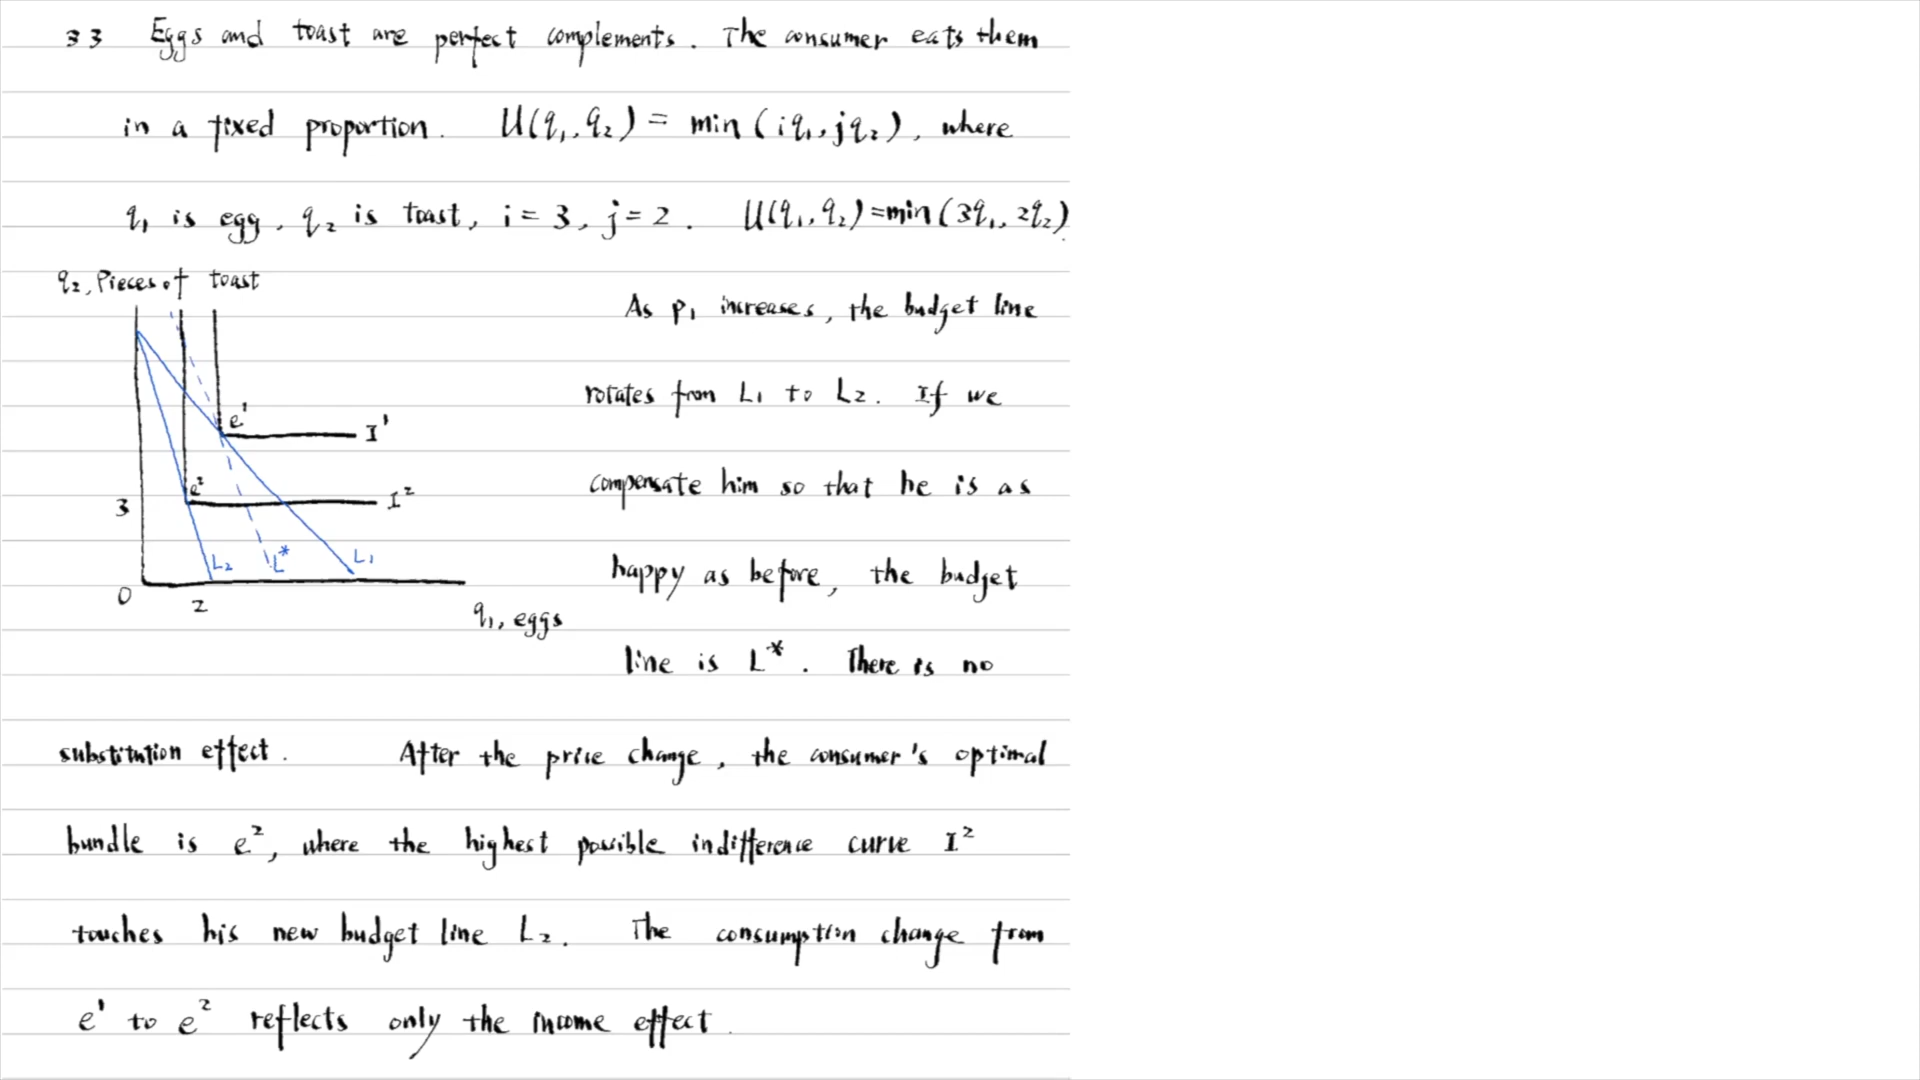 33 Eggs and toast are perfect complements. The consumer eats them
in a fixed proportion. U(q₁, q₂) = min (iq₁, jq₂), where
q₁ is egg, q₂ is toast, i = 3, j = 2. U(q₁, q₂)=min(3q₁, 2q₂).
q₂, Pieces of toast
As p₁ increases, the budget line
rotates from L₁ to L₂. If we
e¹
I¹
compensate him so that he is as
e²
I²
3
happy as before, the budget
L₂
L*
L₁
0
2
q₁, eggs
line is L*. There is no
substitution effect. After the price change, the consumer's optimal
bundle is e², where the highest possible indifference curve I²
touches his new budget line L₂. The consumption change from
e¹ to e² reflects only the income effect.